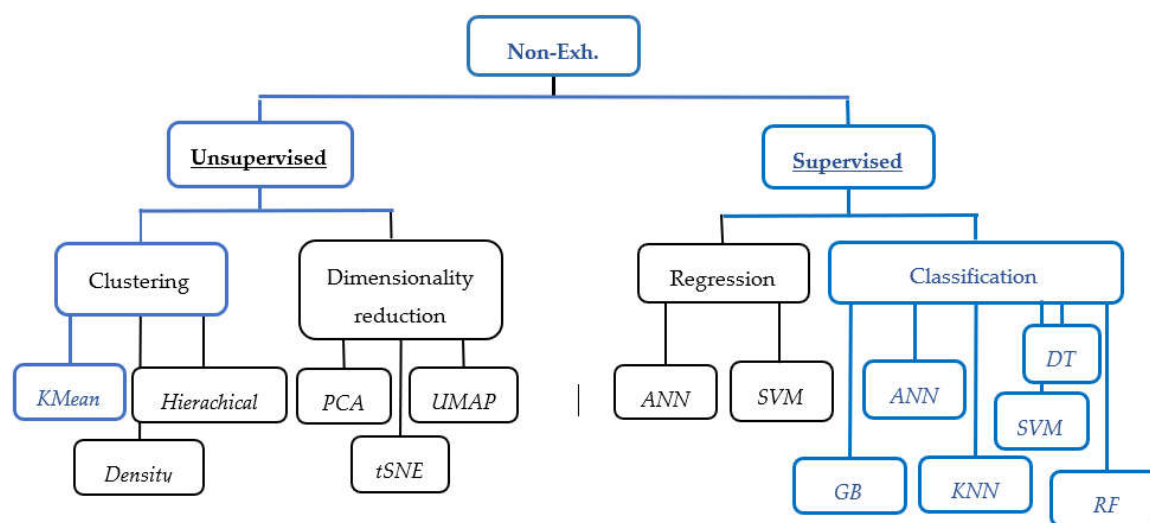 Non-Exh.
Unsupervised
Supervised
Clustering
Dimensionality
reduction
Regression
Classification
KMean
Hierachical
Density
PCA
tSNE
UMAP
ANN
SVM
GB
ANN
KNN
SVM
DT
RF